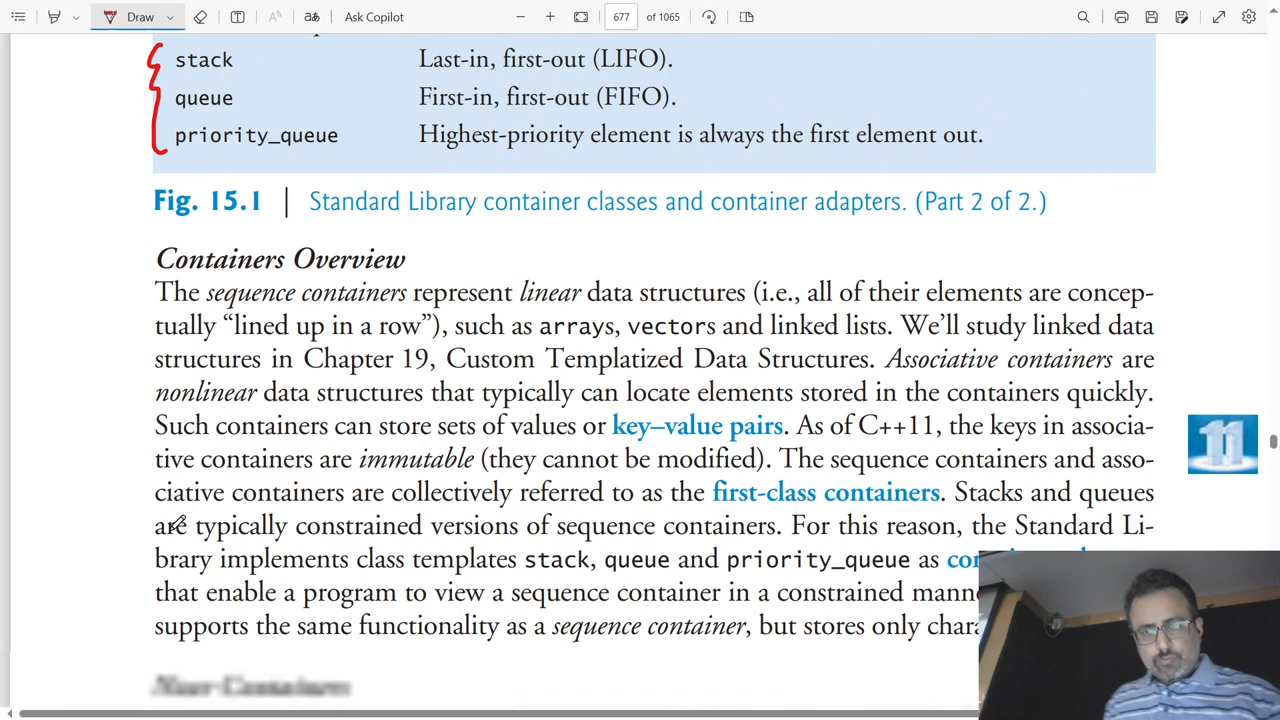 Draw
Ask Copilot
677 of 1065
stack Last-in, first-out (LIFO).
queue First-in, first-out (FIFO).
priority_queue Highest-priority element is always the first element out.
Fig. 15.1 | Standard Library container classes and container adapters. (Part 2 of 2.)
Containers Overview
The sequence containers represent linear data structures (i.e., all of their elements are concep-
tually “lined up in a row”), such as arrays, vectors and linked lists. We’ll study linked data
structures in Chapter 19, Custom Templatized Data Structures. Associative containers are
nonlinear data structures that typically can locate elements stored in the containers quickly.
Such containers can store sets of values or key–value pairs. As of C++11, the keys in associa-
tive containers are immutable (they cannot be modified). The sequence containers and asso-
11
ciative containers are collectively referred to as the first-class containers. Stacks and queues
are typically constrained versions of sequence containers. For this reason, the Standard Li-
brary implements class templates stack, queue and priority_queue as
that enable a program to view a sequence container in a constrained
supports the same functionality as a sequence container, but stores only